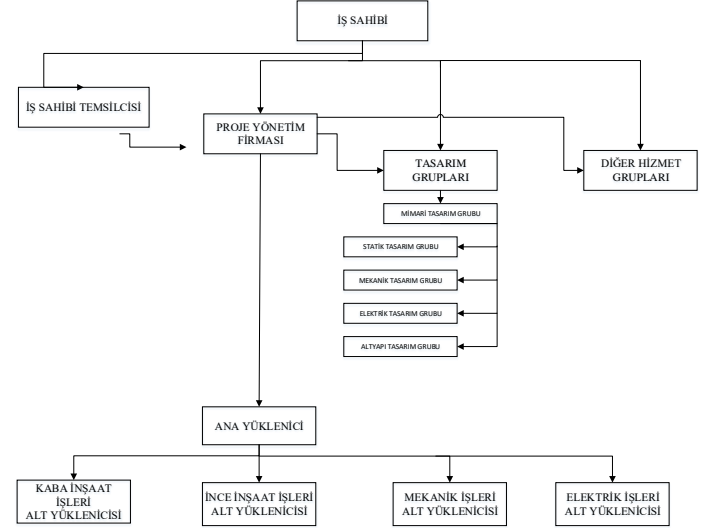 İŞ SAHİBİ
İŞ SAHİBİ TEMSİLCİSİ
PROJE YÖNETİM
FİRMASI
TASARIM
GRUPLARI
DİĞER HİZMET
GRUPLARI
MİMARİ TASARIM GRUBU
STATİK TASARIM GRUBU
MEKANİK TASARIM GRUBU
ELEKTRİK TASARIM GRUBU
ALTYAPI TASARIM GRUBU
ANA YÜKLENİCİ
KABA İNŞAAT
İŞLERİ
ALT YÜKLENİCİSİ
İNCE İNŞAAT İŞLERİ
ALT YÜKLENİCİSİ
MEKANİK İŞLERİ
ALT YÜKLENİCİSİ
ELEKTRİK İŞLERİ
ALT YÜKLENİCİSİ